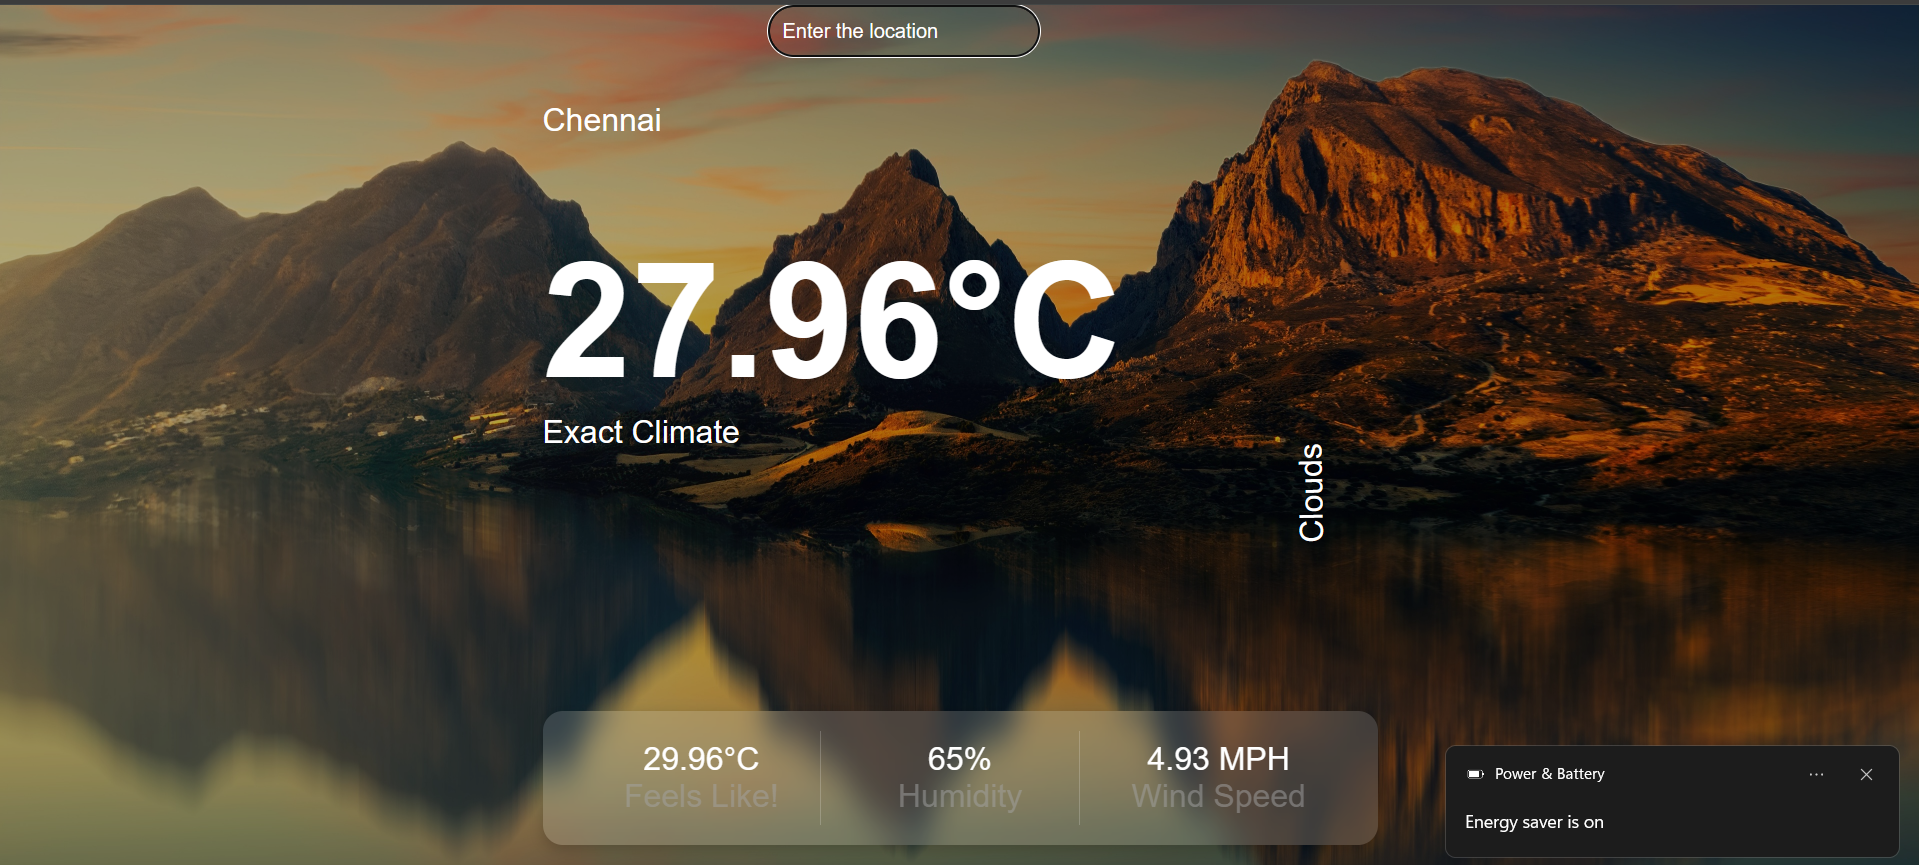 Enter the location
Chennai
27.96°C
Exact Climate
Clouds
29.96°C
Feels Like!
65%
Humidity
4.93 MPH
Wind Speed
Power & Battery
Energy saver is on